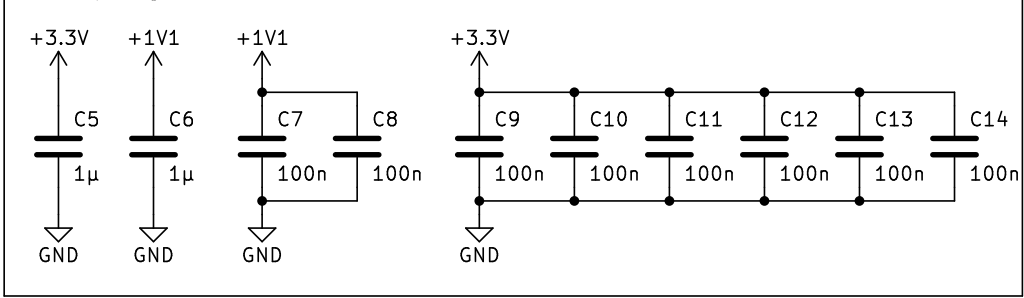 +3.3V +1V1 +1V1 +3.3V
C5 C6 C7 C8 C9 C10 C11 C12 C13 C14
1µ 1µ 100n 100n 100n 100n 100n 100n 100n 100n
GND GND GND GND